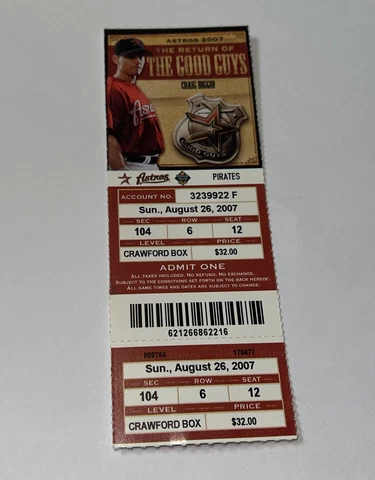 ASTROS 2007
THE RETURN OF
THE GOOD GUYS
CRAIG BIGGIO
Astros
GOOD GUYS
Astros PIRATES
ACCOUNT NO. 3239922 F
Sun., August 26, 2007
SEC ROW SEAT
104 6 12
LEVEL PRICE
CRAWFORD BOX $32.00
ADMIT ONE
ALL TAXES INCLUDED. NO REFUND, NO EXCHANGE.
SUBJECT TO THE CONDITIONS SET FORTH ON THE BACK HEREOF.
ALL GAME TIMES AND DATES ARE SUBJECT TO CHANGE.
621266862216
170477
Sun., August 26, 2007
SEC ROW SEAT
104 6 12
LEVEL PRICE
CRAWFORD BOX $32.00